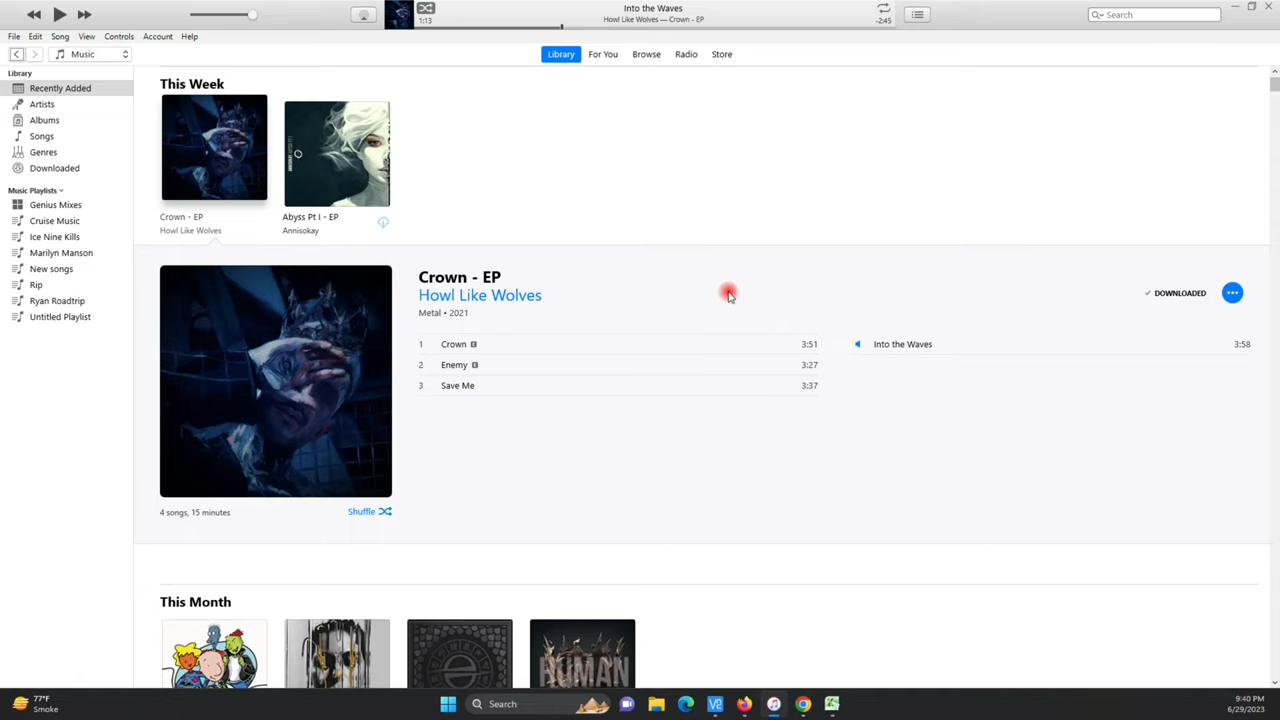 Into the Waves
Howl Like Wolves — Crown - EP
1:13
-2:45
Search
File Edit Song View Controls Account Help
Music
Library For You Browse Radio Store
Library
Recently Added
Artists
Albums
Songs
Genres
Downloaded
Music Playlists
Genius Mixes
Cruise Music
Ice Nine Kills
Marilyn Manson
New songs
Rip
Ryan Roadtrip
Untitled Playlist
This Week
Crown - EP
Howl Like Wolves
Abyss Pt I - EP
Annisokay
Crown - EP
Howl Like Wolves
Metal • 2021
DOWNLOADED
1 Crown E 3:51
2 Enemy E 3:27
3 Save Me 3:37
Into the Waves 3:58
4 songs, 15 minutes
Shuffle
This Month
HUMAN
77°F
Smoke
Search
9:40 PM
6/29/2023